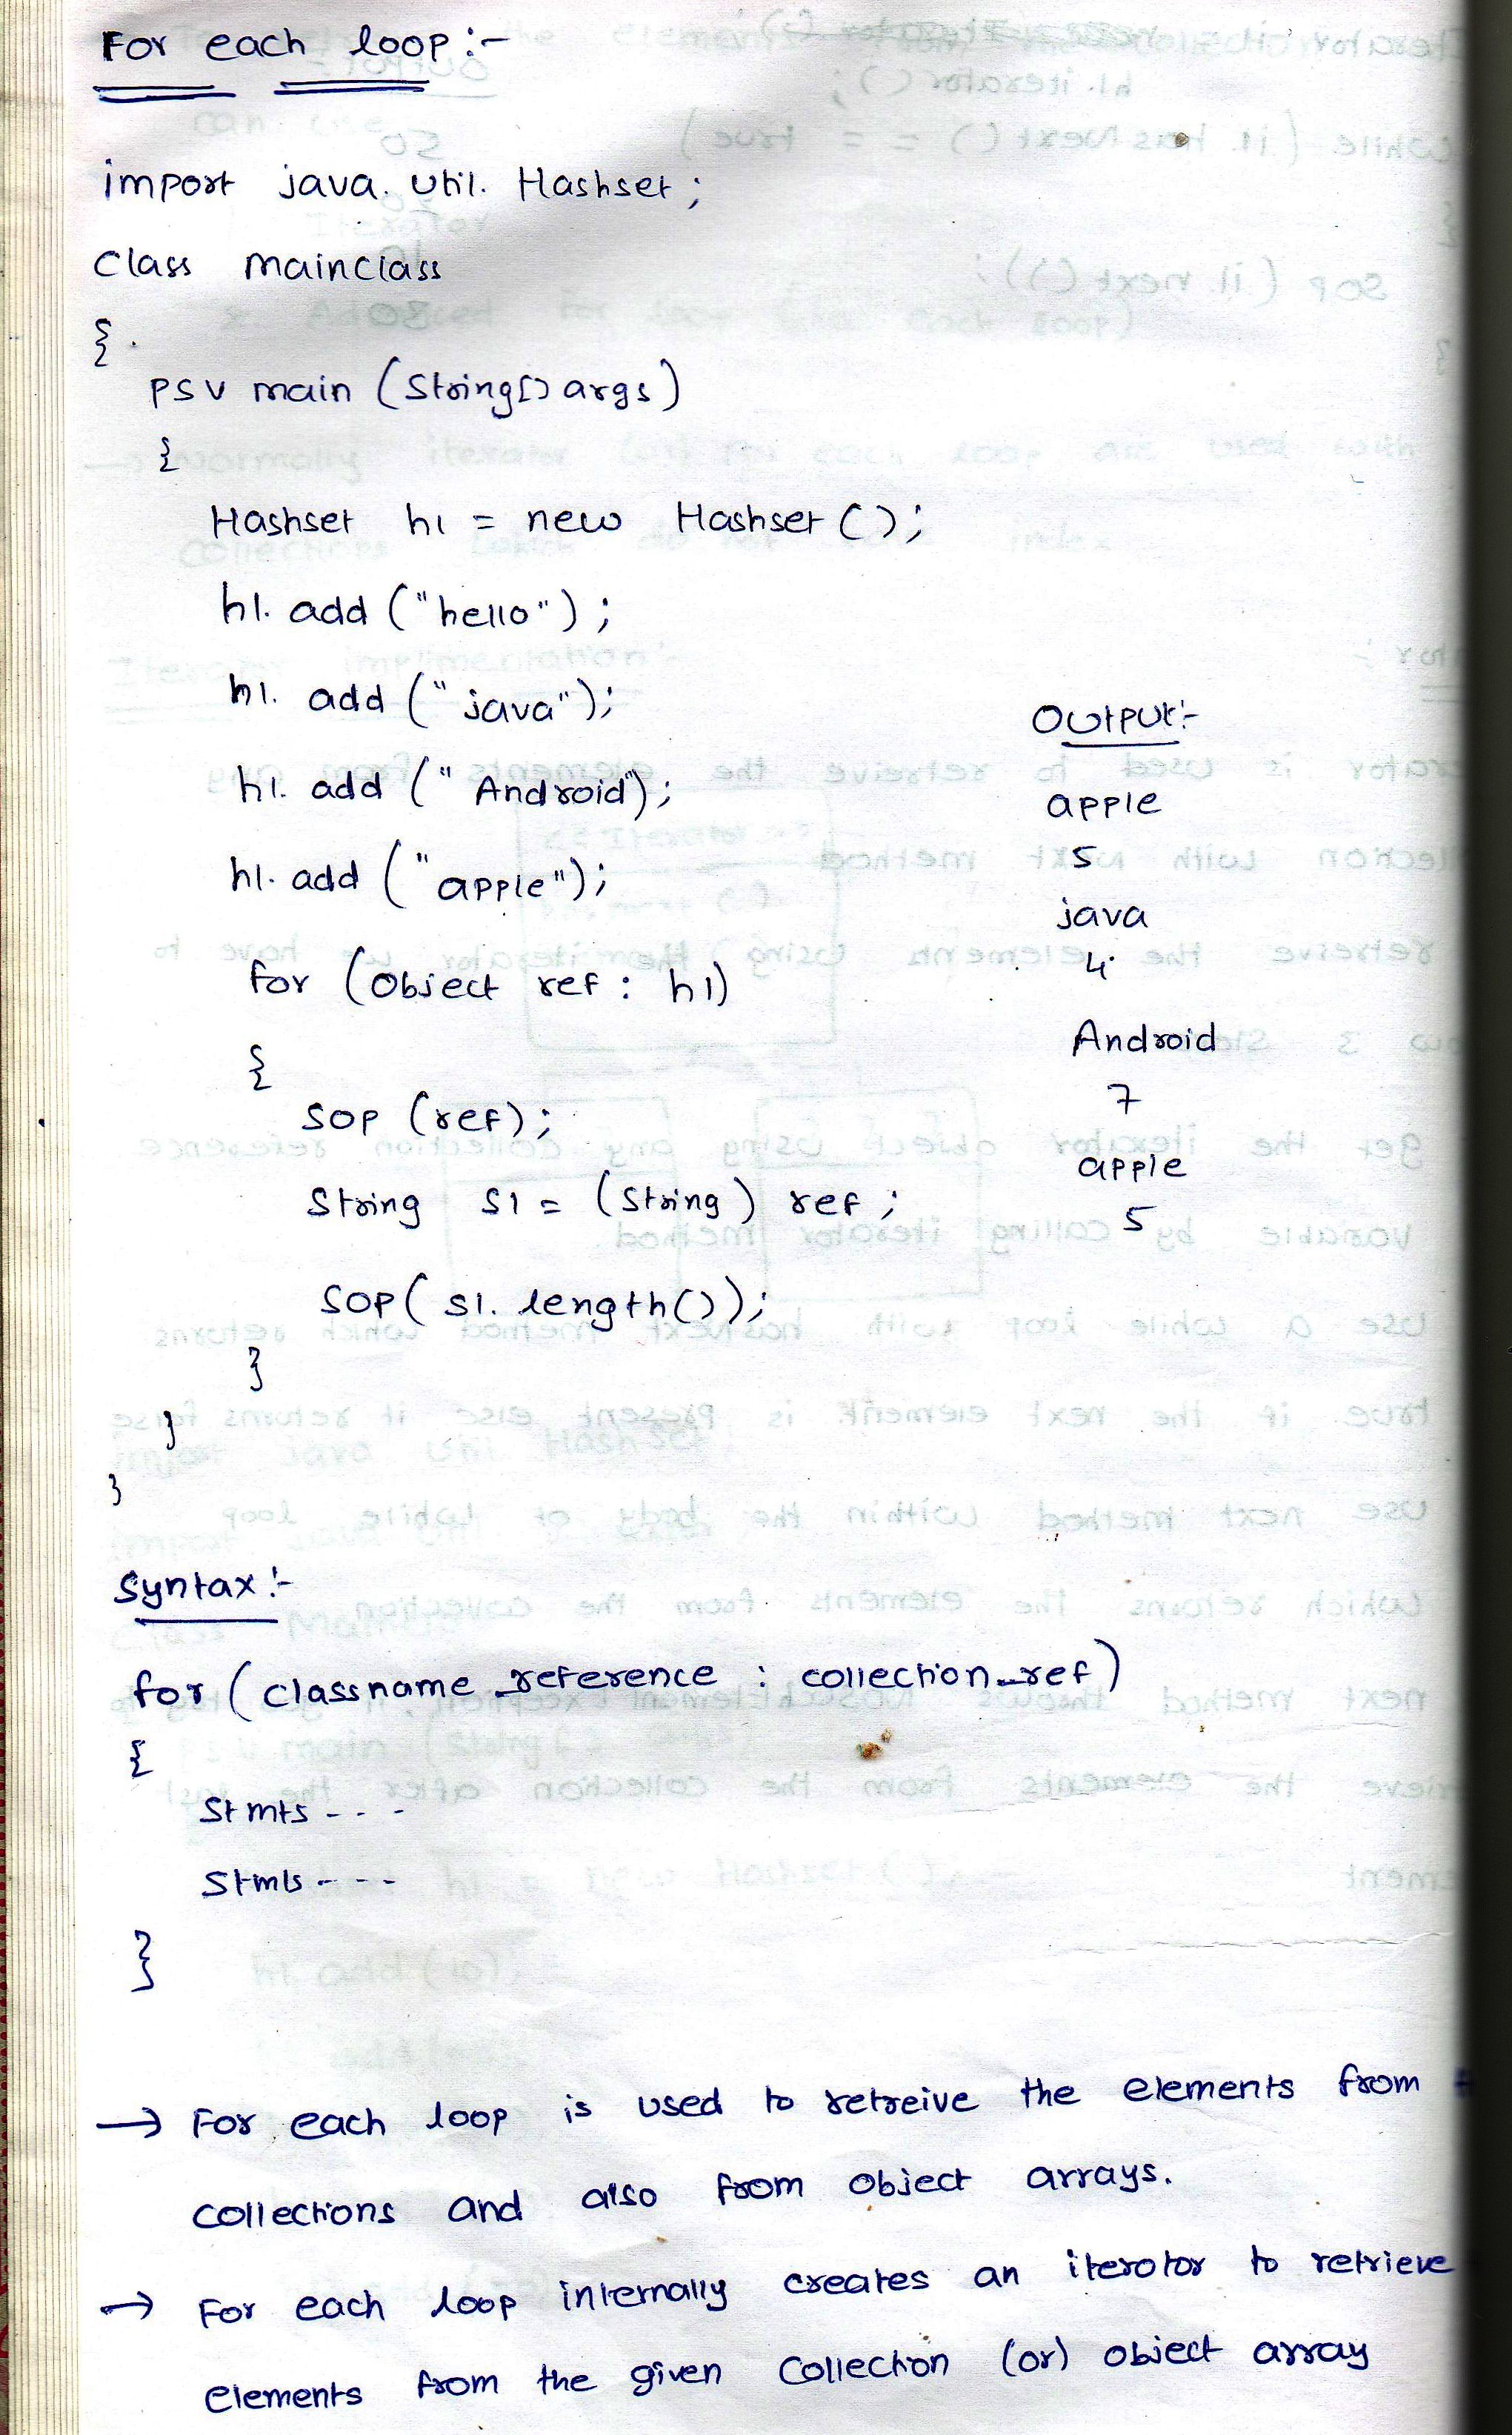 For each loop:-
import java.util.Hashset;
Class mainclass
{
PSV main (String[] args)
{
Hashset h1 = new Hashset();
h1.add("hello");
h1.add("java");
h1.add("Android");
h1.add("apple");
for (Object ref : h1)
{
SOP (ref);
String s1 = (String) ref;
SOP(s1.length());
}
}
}
Output:-
apple
5
java
4
Android
7
apple
5
Syntax:-
for (classname_reference : collection_ref)
{
Stmts - - -
Stmts - - -
}
→ For each loop is used to retreive the elements from
collections and also from object arrays.
→ For each loop internally creates an iterotor to retrieve
elements from the given Collection (or) object array